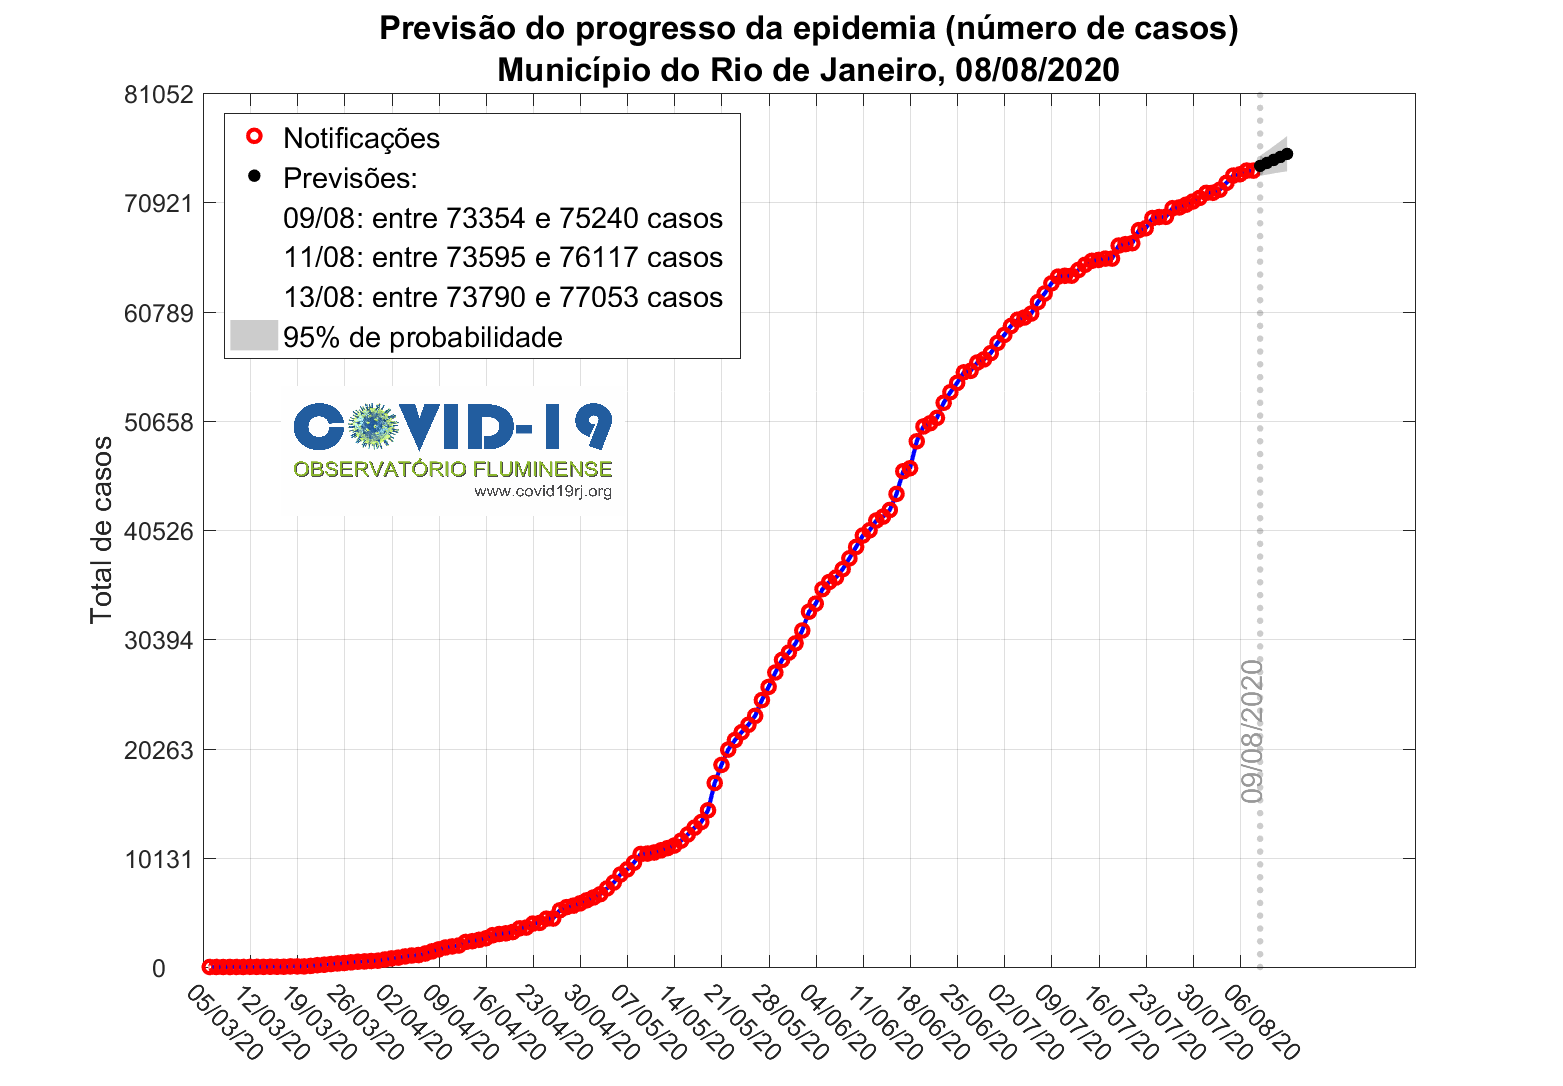 Previsão do progresso da epidemia (número de casos)
Município do Rio de Janeiro, 08/08/2020
81052
70921
60789
50658
40526
30394
20263
10131
0
Total de casos
Notificações
Previsões:
09/08: entre 73354 e 75240 casos
11/08: entre 73595 e 76117 casos
13/08: entre 73790 e 77053 casos
95% de probabilidade
COVID-19
OBSERVATÓRIO FLUMINENSE
www.covid19rj.org
09/08/2020
05/03/20
12/03/20
19/03/20
26/03/20
02/04/20
09/04/20
16/04/20
23/04/20
30/04/20
07/05/20
14/05/20
21/05/20
28/05/20
04/06/20
11/06/20
18/06/20
25/06/20
02/07/20
09/07/20
16/07/20
23/07/20
30/07/20
06/08/20